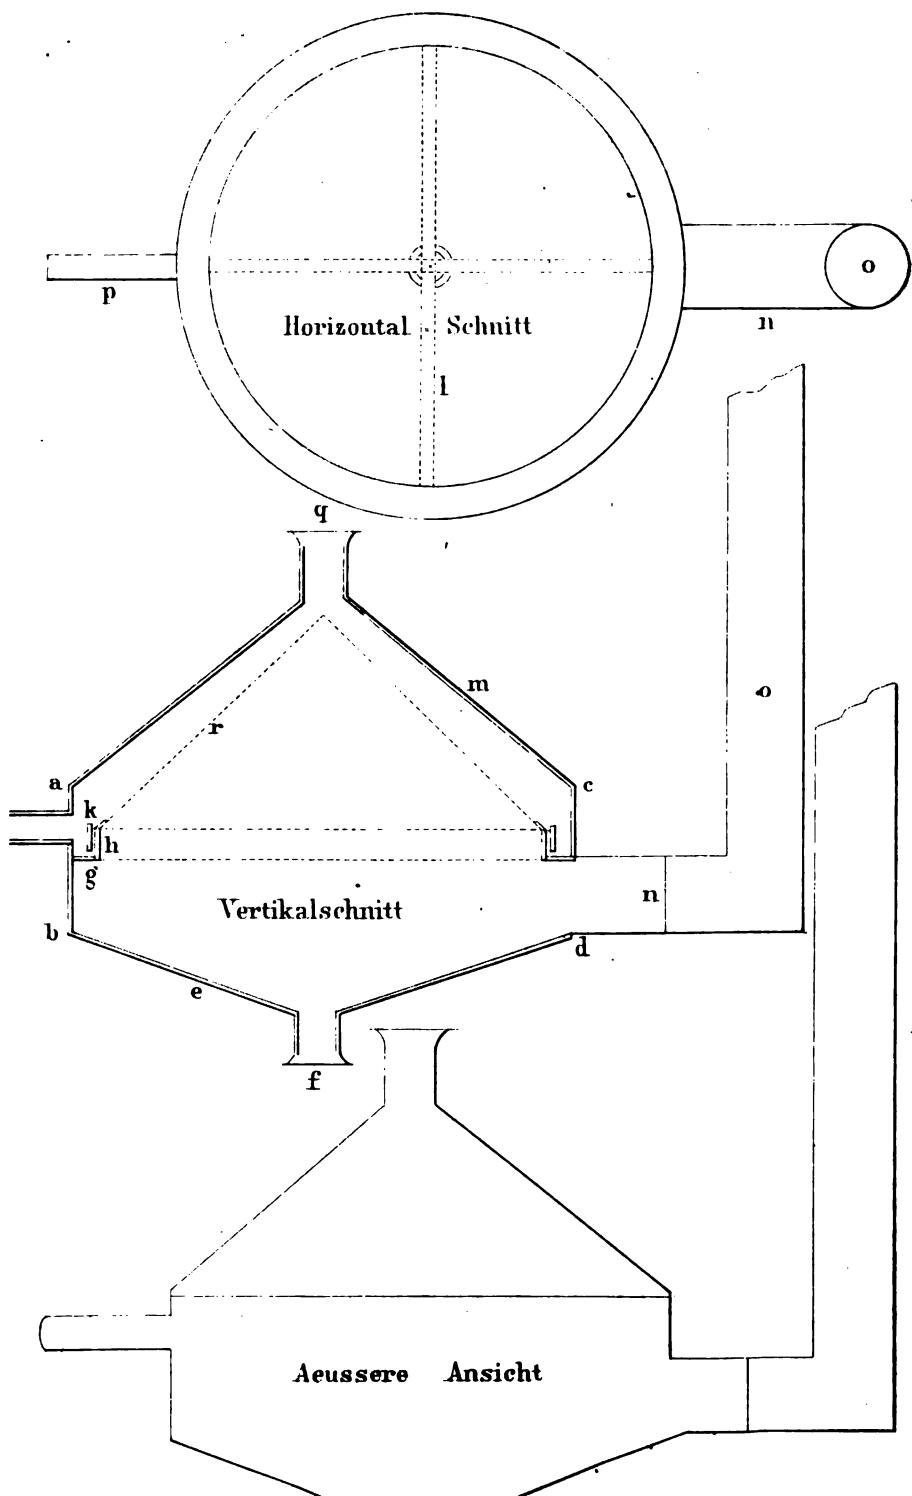 o
p
n
Horizontal - Schnitt
l
q
m
o
r
a
c
k
h
g
n
Vertikalschnitt
b
d
e
f
Aeussere Ansicht